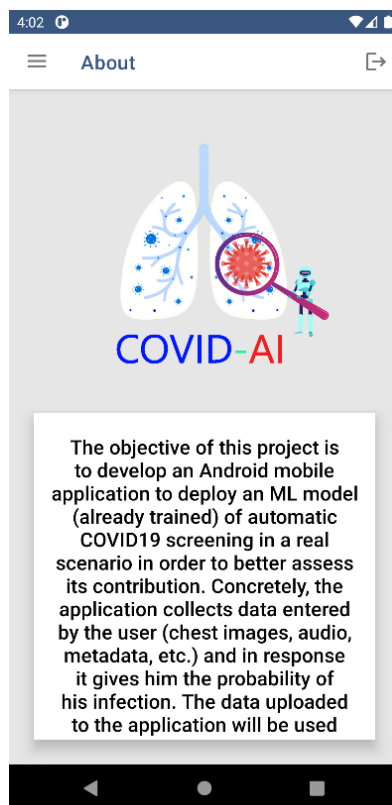 4:02
About
COVID-AI
The objective of this project is
to develop an Android mobile
application to deploy an ML model
(already trained) of automatic
COVID19 screening in a real
scenario in order to better assess
its contribution. Concretely, the
application collects data entered
by the user (chest images, audio,
metadata, etc.) and in response
it gives him the probability of
his infection. The data uploaded
to the application will be used